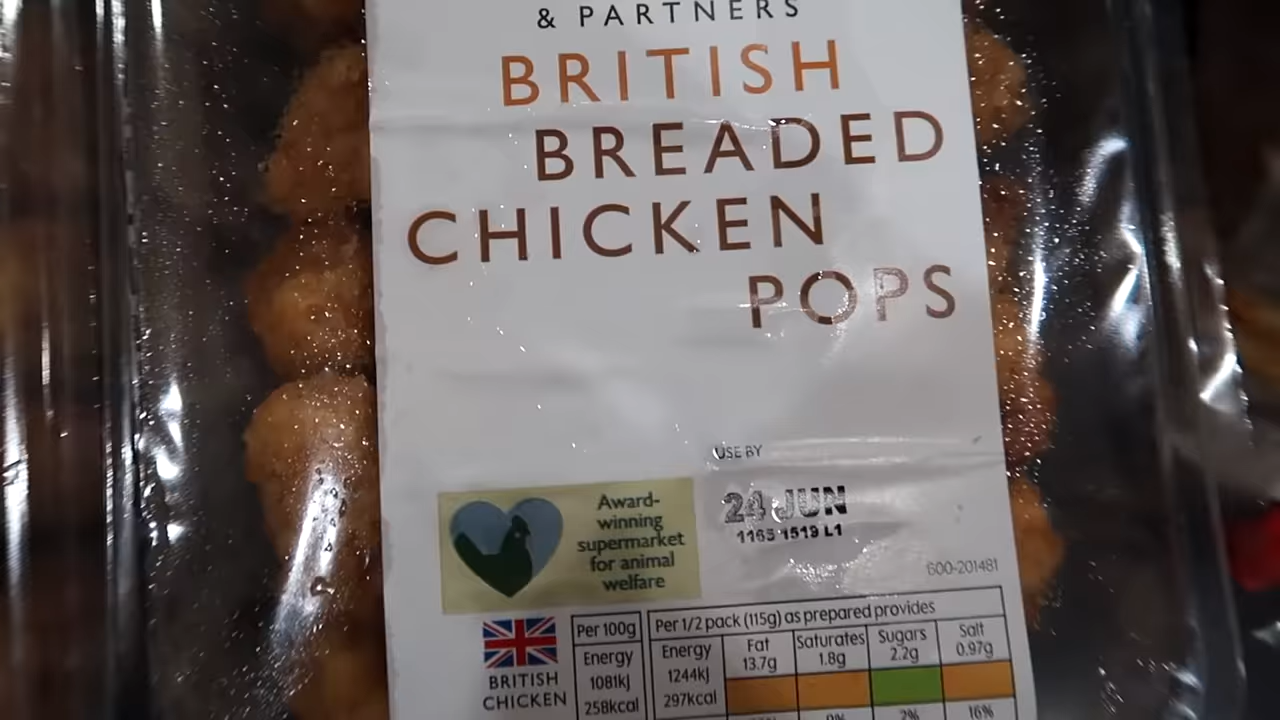 & PARTNERS
BRITISH
BREADED
CHICKEN
POPS
USE BY
24 JUN
1165 1519 L1
Award-
winning
supermarket
for animal
welfare
600-201481
BRITISH
CHICKEN
Per 100g
Energy
1081kJ
258kcal
Per 1/2 pack (115g) as prepared provides
Energy
1244kJ
297kcal
Fat
13.7g
Saturates
1.8g
Sugars
2.2g
Salt
0.97g
2%
16%